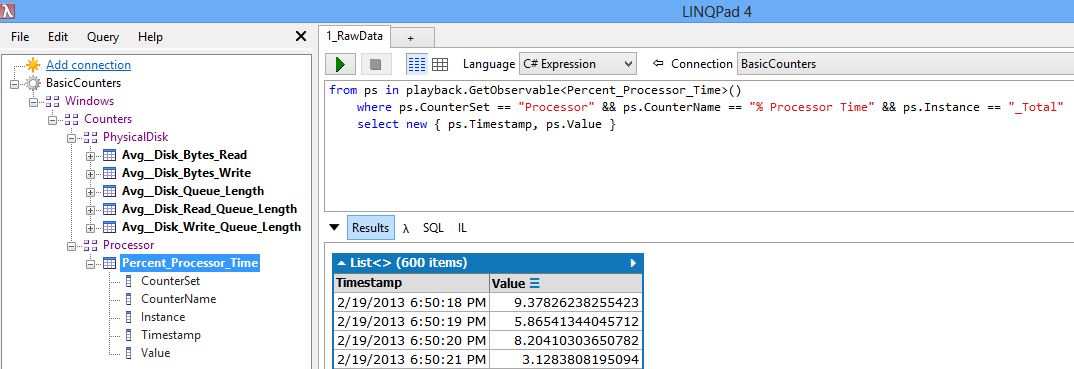 LINQPad 4
File Edit Query Help
1_RawData +
Add connection
BasicCounters
Windows
Counters
PhysicalDisk
Avg__Disk_Bytes_Read
Avg__Disk_Bytes_Write
Avg__Disk_Queue_Length
Avg__Disk_Read_Queue_Length
Avg__Disk_Write_Queue_Length
Processor
Percent_Processor_Time
CounterSet
CounterName
Instance
Timestamp
Value
Language C# Expression Connection BasicCounters
from ps in playback.GetObservable<Percent_Processor_Time>()
where ps.CounterSet == "Processor" && ps.CounterName == "% Processor Time" && ps.Instance == "_Total"
select new { ps.Timestamp, ps.Value }
Results λ SQL IL
List<> (600 items)
Timestamp Value
2/19/2013 6:50:18 PM 9.37826238255423
2/19/2013 6:50:19 PM 5.86541344045712
2/19/2013 6:50:20 PM 8.20410303650782
2/19/2013 6:50:21 PM 3.1283808195094